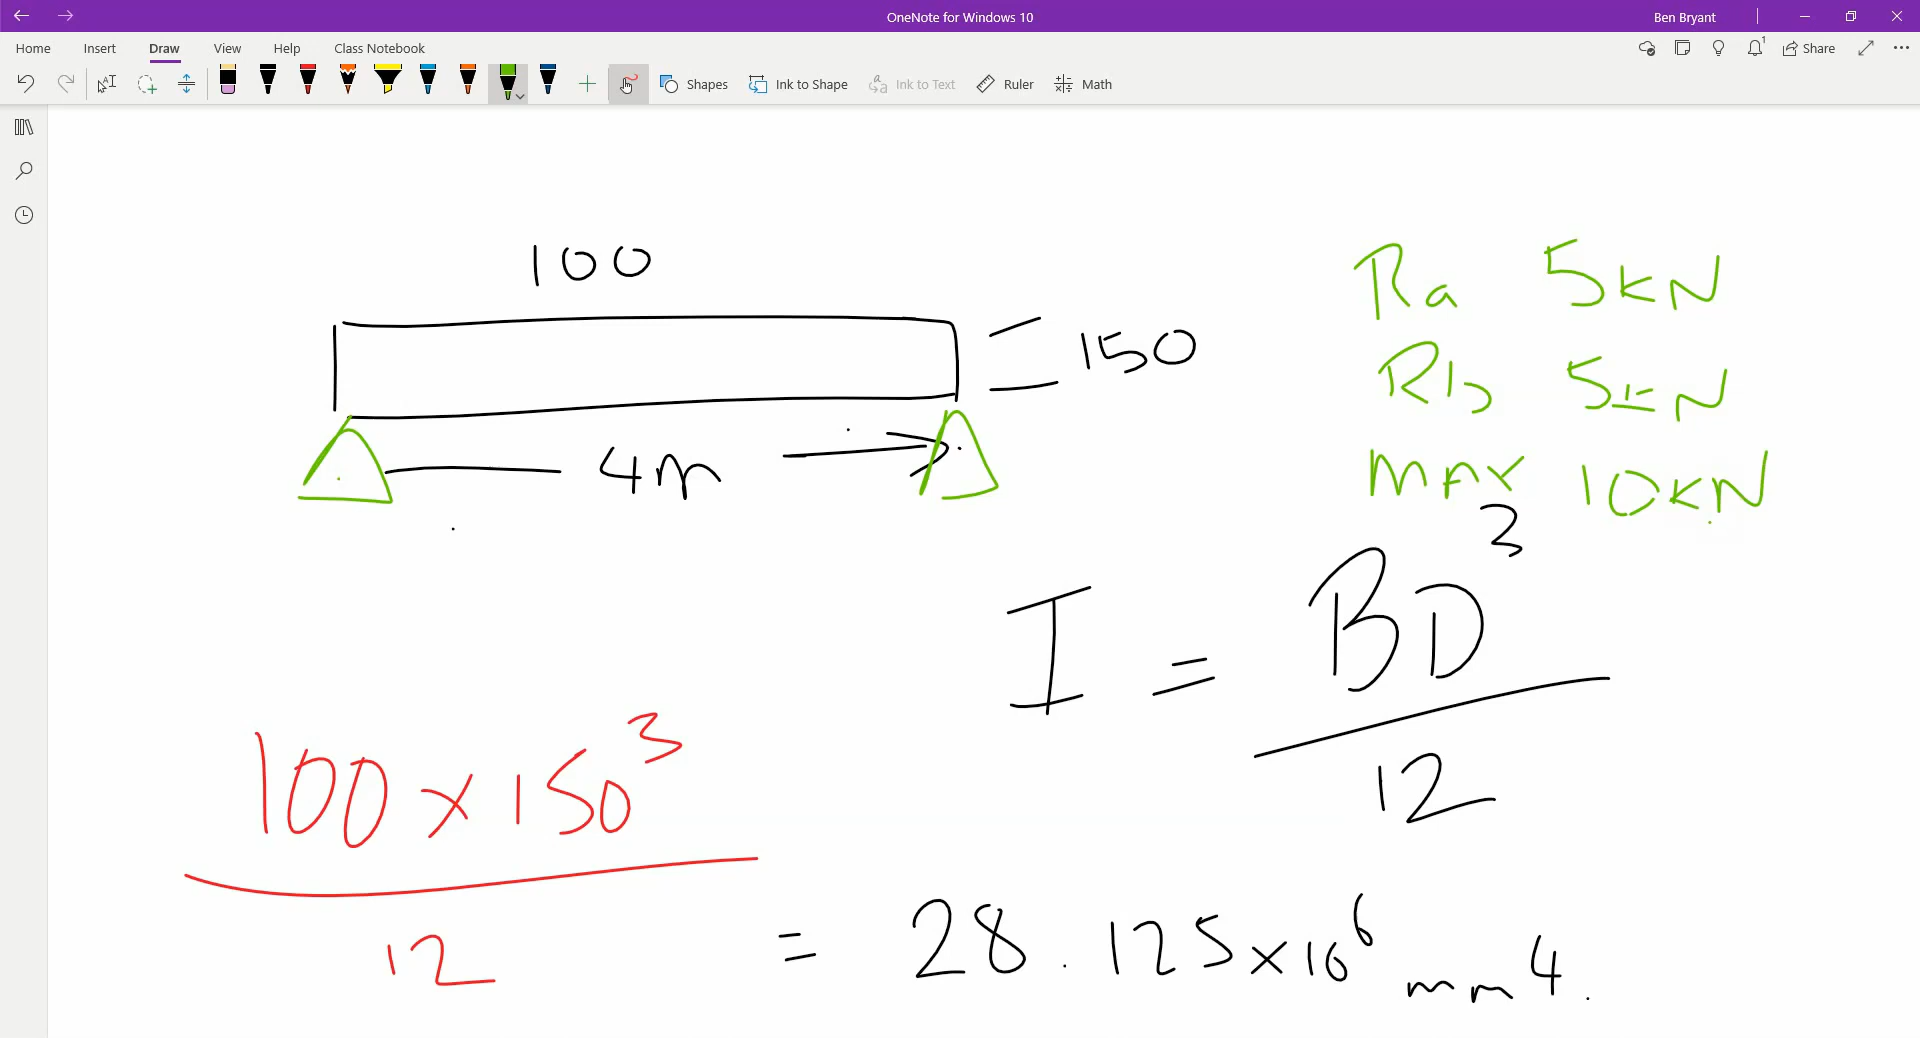 OneNote for Windows 10
Ben Bryant
Home Insert Draw View Help Class Notebook
1
Share
Shapes Ink to Shape Ink to Text Ruler Math
100
150
4m
Ra 5kN
Rb 5kN
MAX 10kN
I = BD³
12
100 x 150³
12
= 28.125 x 10⁶ mm4.